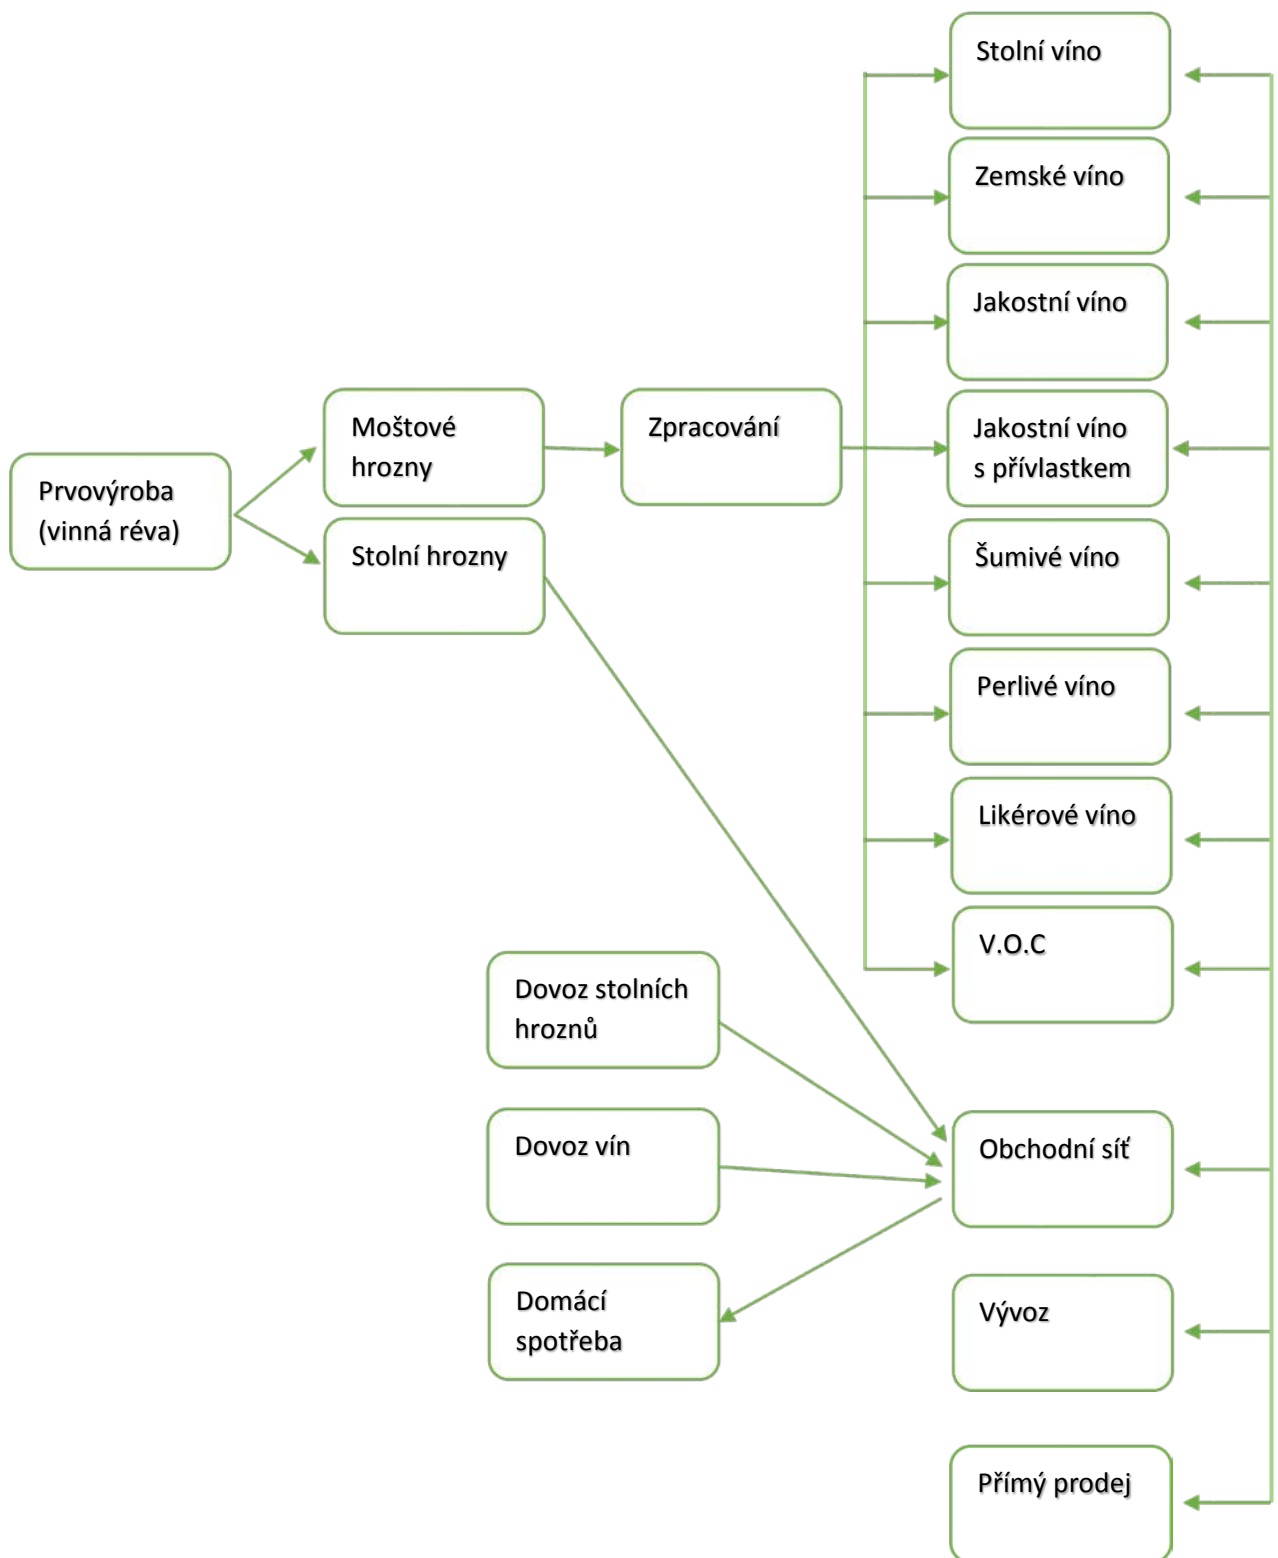 Stolní víno
Zemské víno
Jakostní víno
Moštové
hrozny
Zpracování
Jakostní víno
s přívlastkem
Prvovýroba
(vinná réva)
Stolní hrozny
Šumivé víno
Perlivé víno
Likérové víno
V.O.C
Dovoz stolních
hroznů
Dovoz vín
Obchodní síť
Domácí
spotřeba
Vývoz
Přímý prodej